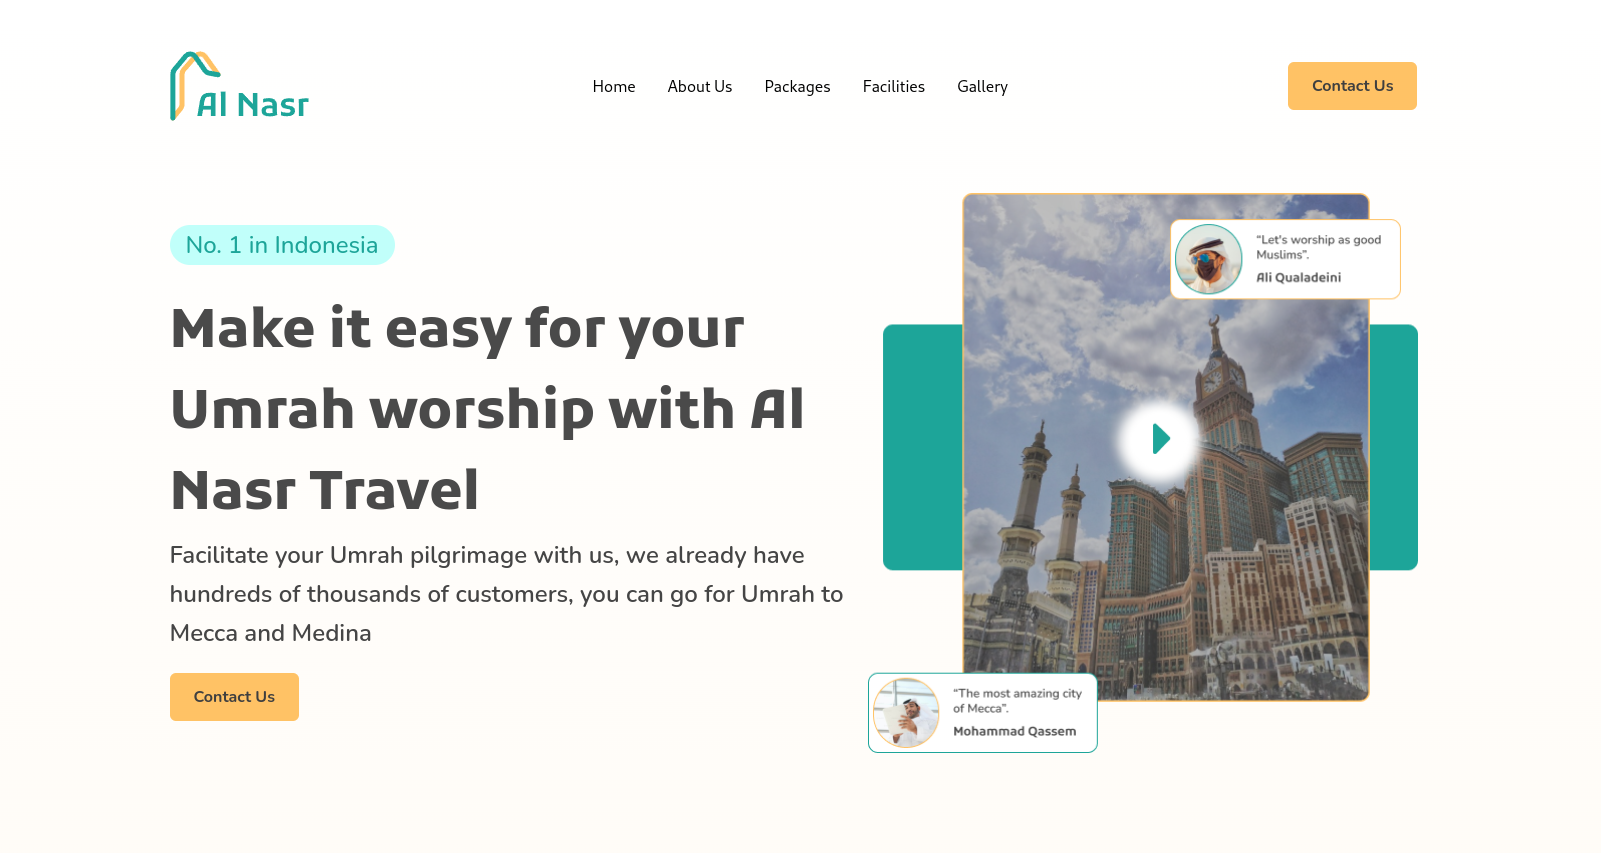 Al Nasr
Home
About Us
Packages
Facilities
Gallery
Contact Us
No. 1 in Indonesia
Make it easy for your
Umrah worship with Al
Nasr Travel
Facilitate your Umrah pilgrimage with us, we already have
hundreds of thousands of customers, you can go for Umrah to
Mecca and Medina
Contact Us
“Let's worship as good
Muslims”.
Ali Qualadeini
“The most amazing city
of Mecca”.
Mohammad Qassem